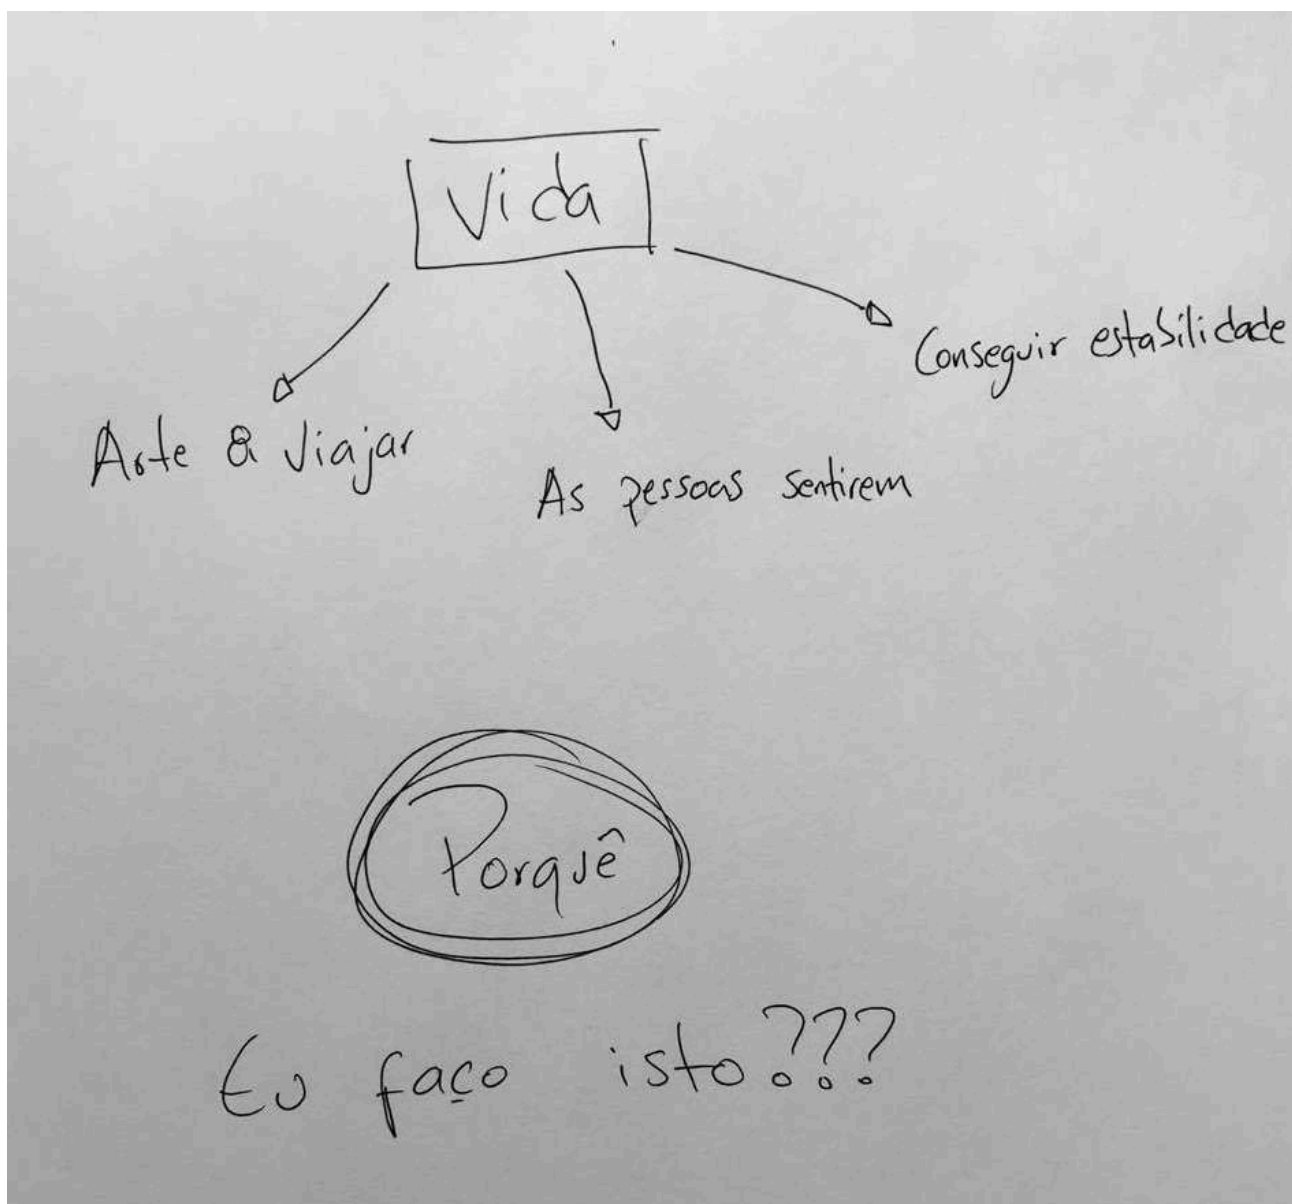 Vida
Conseguir estabilidade
Arte & Viajar
As pessoas sentirem
Porquê
Eu faço isto???